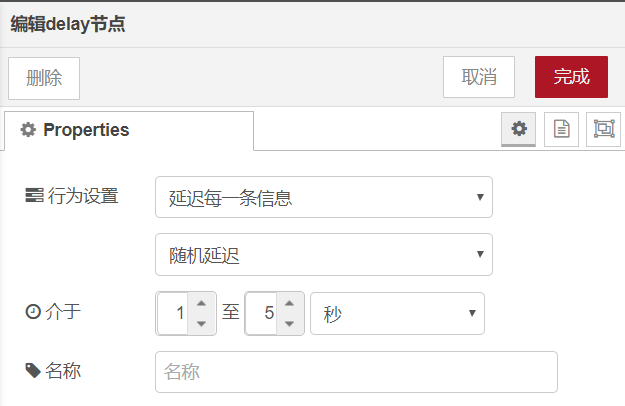 编辑delay节点
删除 取消 完成
Properties
行为设置 延迟每一条信息
随机延迟
介于 1 至 5 秒
名称 名称